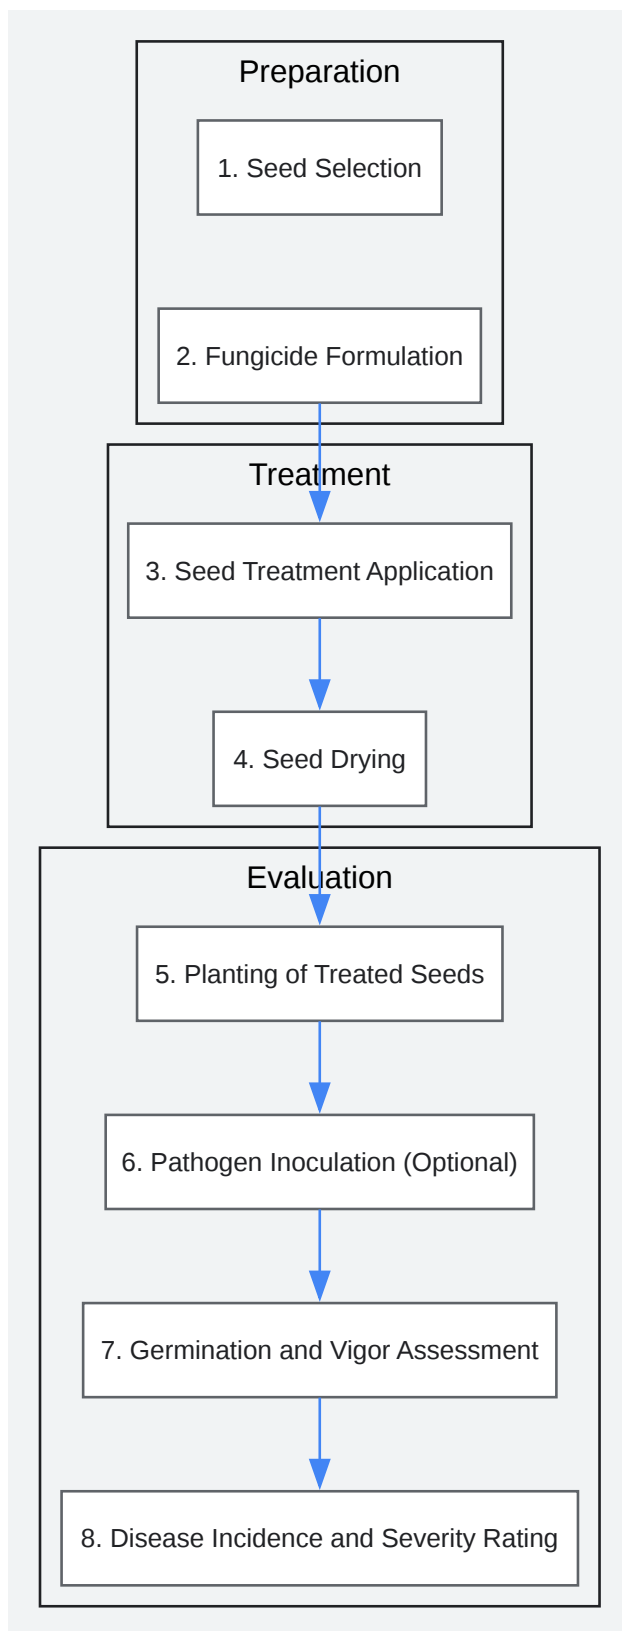 Preparation
1. Seed Selection
2. Fungicide Formulation
Treatment
3. Seed Treatment Application
4. Seed Drying
Evaluation
5. Planting of Treated Seeds
6. Pathogen Inoculation (Optional)
7. Germination and Vigor Assessment
8. Disease Incidence and Severity Rating